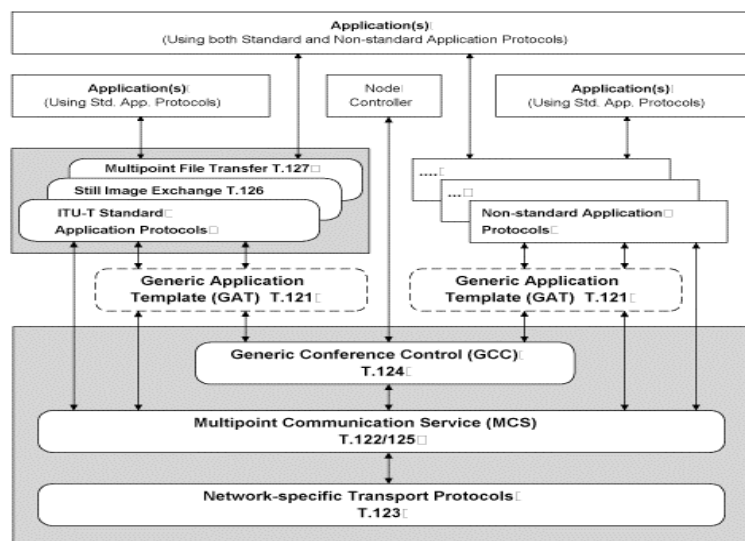 Application(s)
(Using both Standard and Non-standard Application Protocols)
Application(s)
(Using Std. App. Protocols)
Node
Controller
Application(s)
(Using Std. App. Protocols)
Multipoint File Transfer T.127
Still Image Exchange T.126
ITU-T Standard
Application Protocols
....
...
Non-standard Application
Protocols
Generic Application
Template (GAT) T.121
Generic Application
Template (GAT) T.121
Generic Conference Control (GCC)
T.124
Multipoint Communication Service (MCS)
T.122/125
Network-specific Transport Protocols
T.123